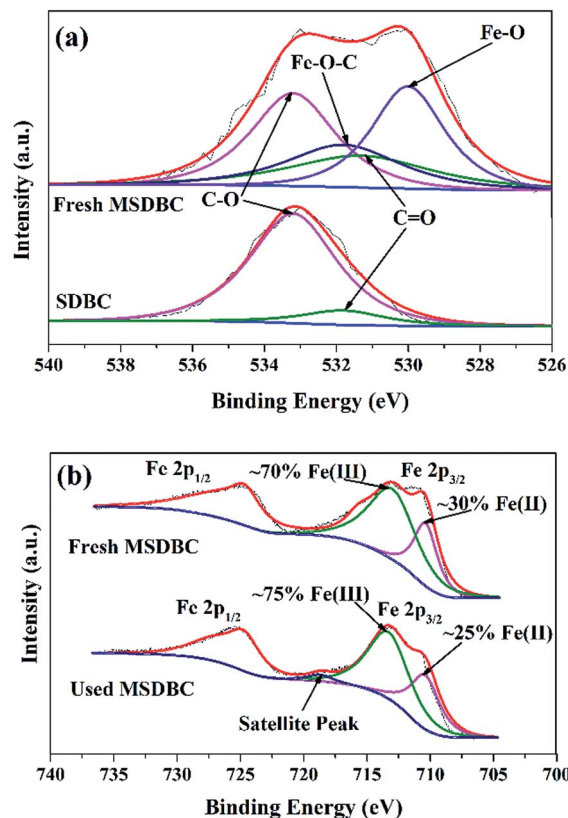 (a)
Fe-O
Fe-O-C
Intensity (a.u.)
Fresh MSDBC
C-O
C=O
SDBC
540 538 536 534 532 530 528 526
Binding Energy (eV)
(b)
Fe 2p1/2
~70% Fe(III)
Fe 2p3/2
~30% Fe(II)
Intensity (a.u.)
Fresh MSDBC
Fe 2p1/2
~75% Fe(III)
Fe 2p3/2
~25% Fe(II)
Used MSDBC
Satellite Peak
740 735 730 725 720 715 710 705 700
Binding Energy (eV)